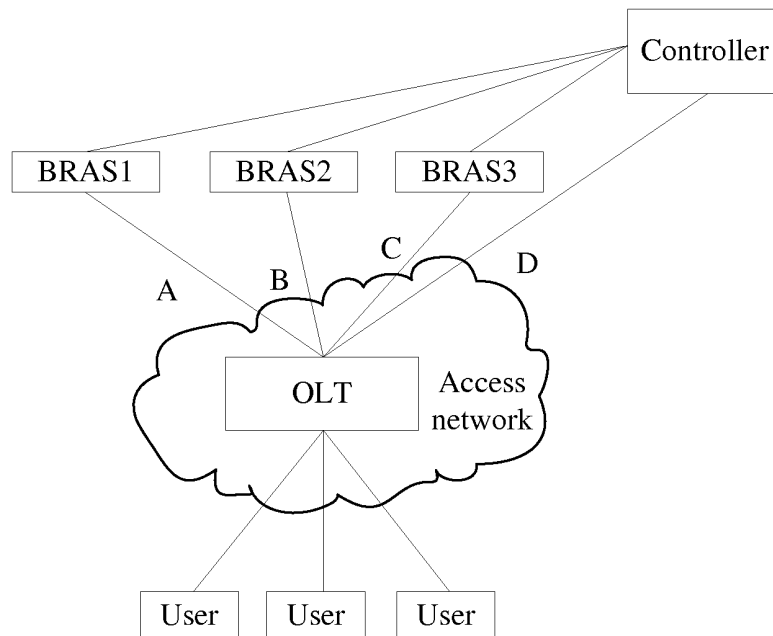 Controller
BRAS1
BRAS2
BRAS3
A
B
C
D
OLT
Access
network
User
User
User